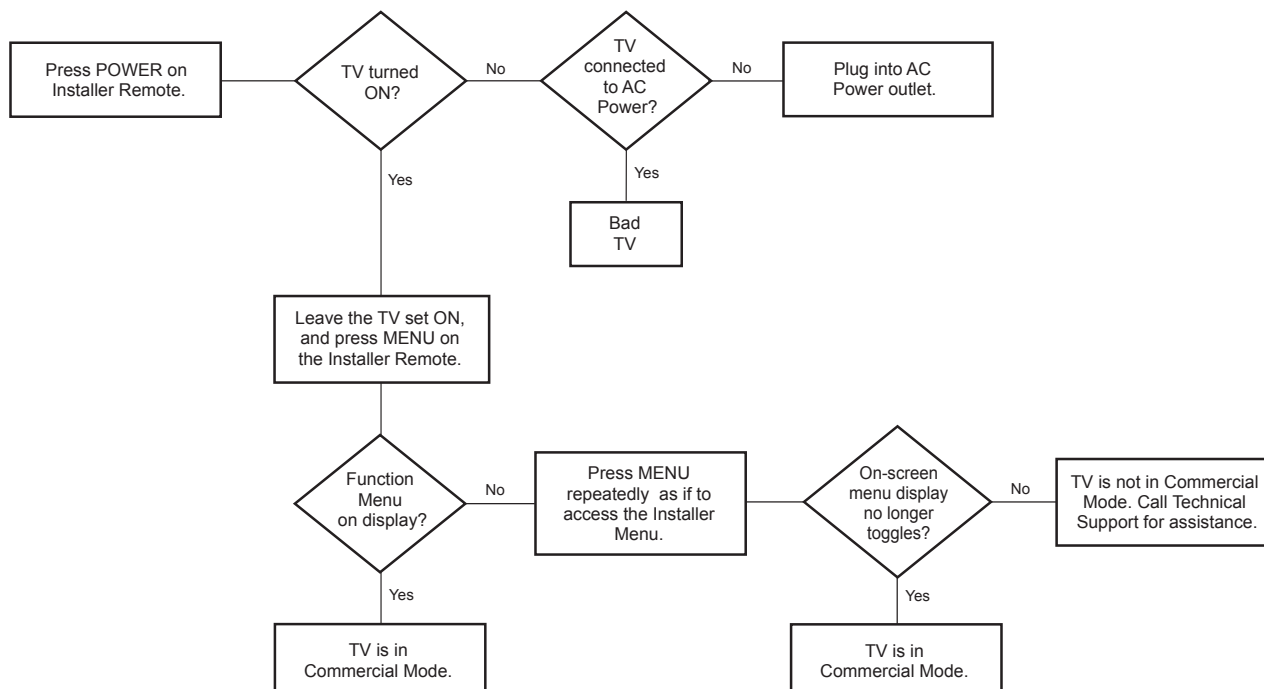 Press POWER on
Installer Remote.
TV turned
ON?
No
TV
connected
to AC
Power?
No
Plug into AC
Power outlet.
Yes
Yes
Bad
TV
Leave the TV set ON,
and press MENU on
the Installer Remote.
Function
Menu
on display?
No
Press MENU
repeatedly as if to
access the Installer
Menu.
On-screen
menu display
no longer
toggles?
No
TV is not in Commercial
Mode. Call Technical
Support for assistance.
Yes
Yes
TV is in
Commercial Mode.
TV is in
Commercial Mode.